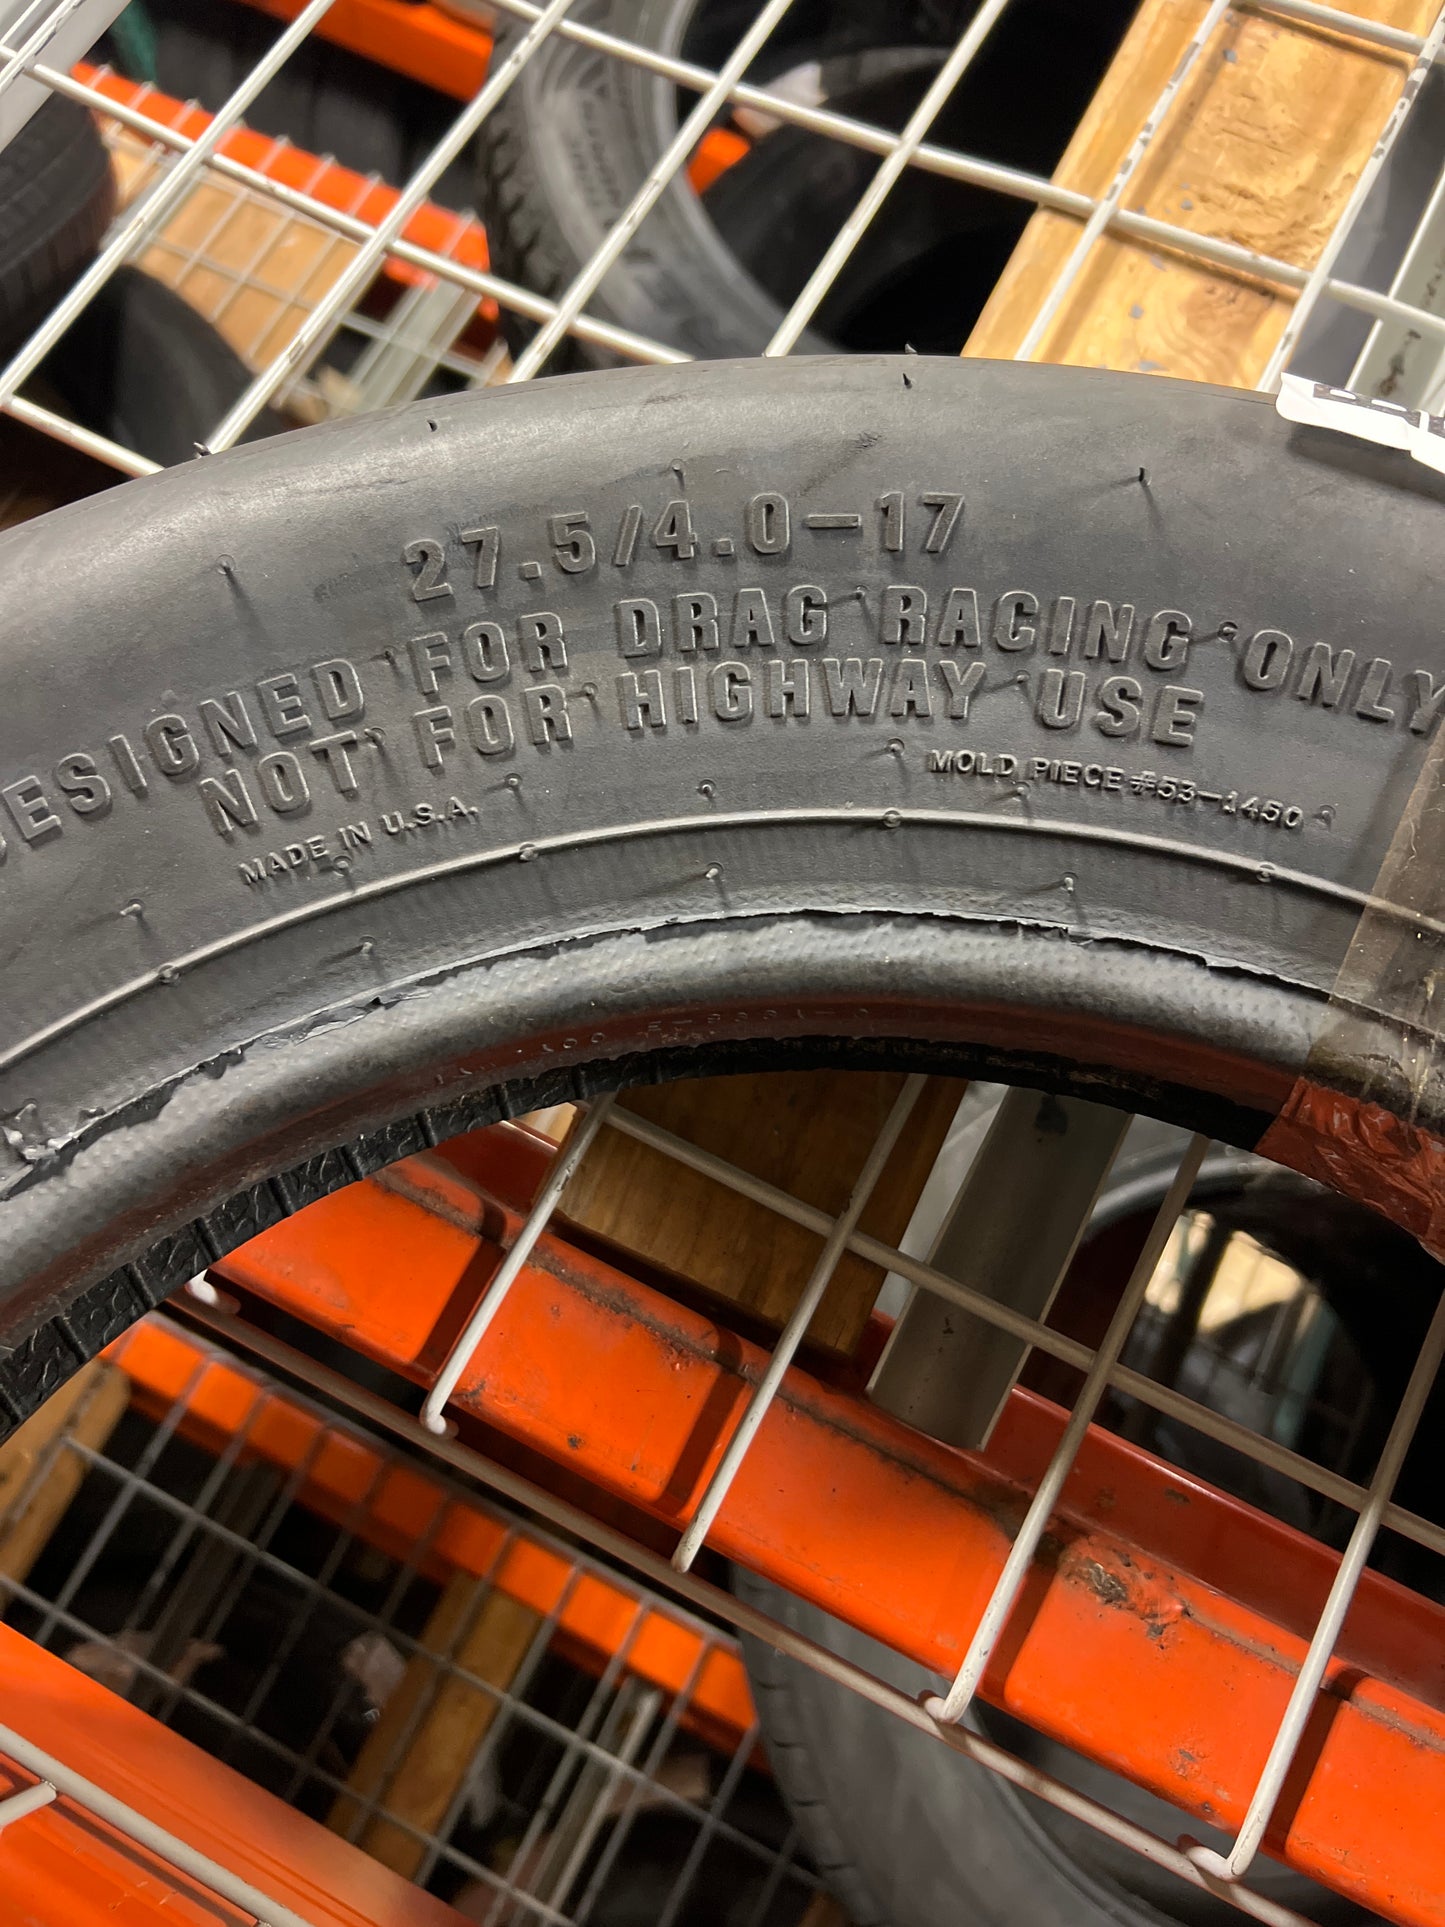 27.5/4.0-17
DESIGNED FOR DRAG RACING ONLY
NOT FOR HIGHWAY USE
MADE IN U.S.A.
MOLD PIECE #53-1450